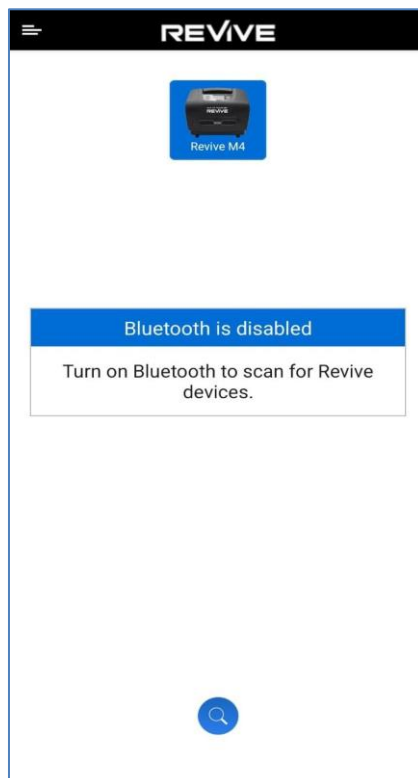 REVIVE
REVIVE
Revive M4
Bluetooth is disabled
Turn on Bluetooth to scan for Revive
devices.